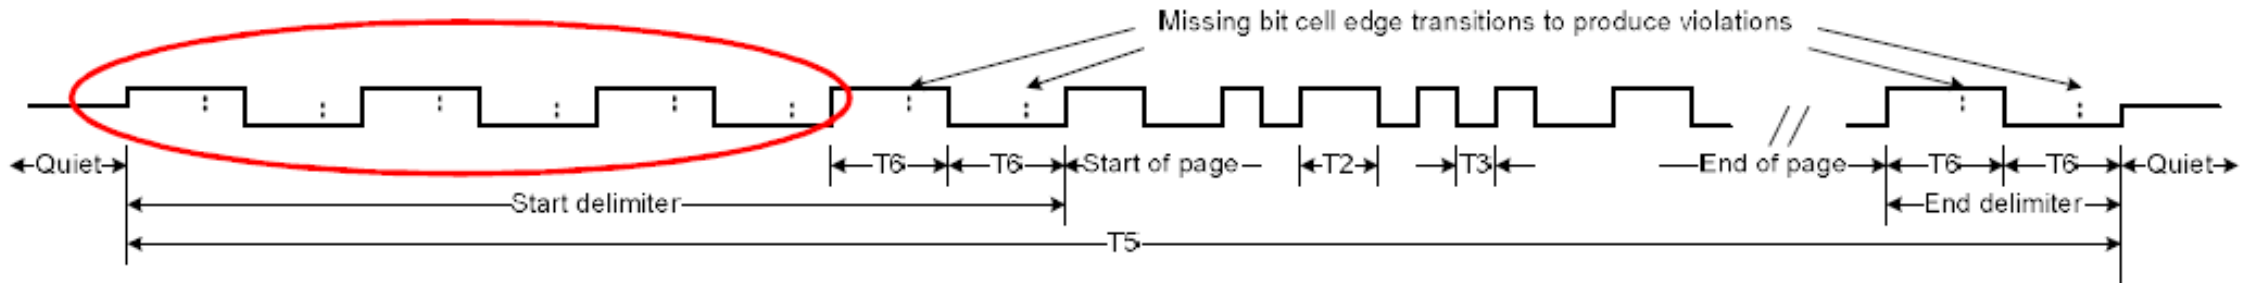 Missing bit cell edge transitions to produce violations
Quiet T6 T6 Start of page T2 T3 End of page T6 T6 Quiet
Start delimiter End delimiter
T5